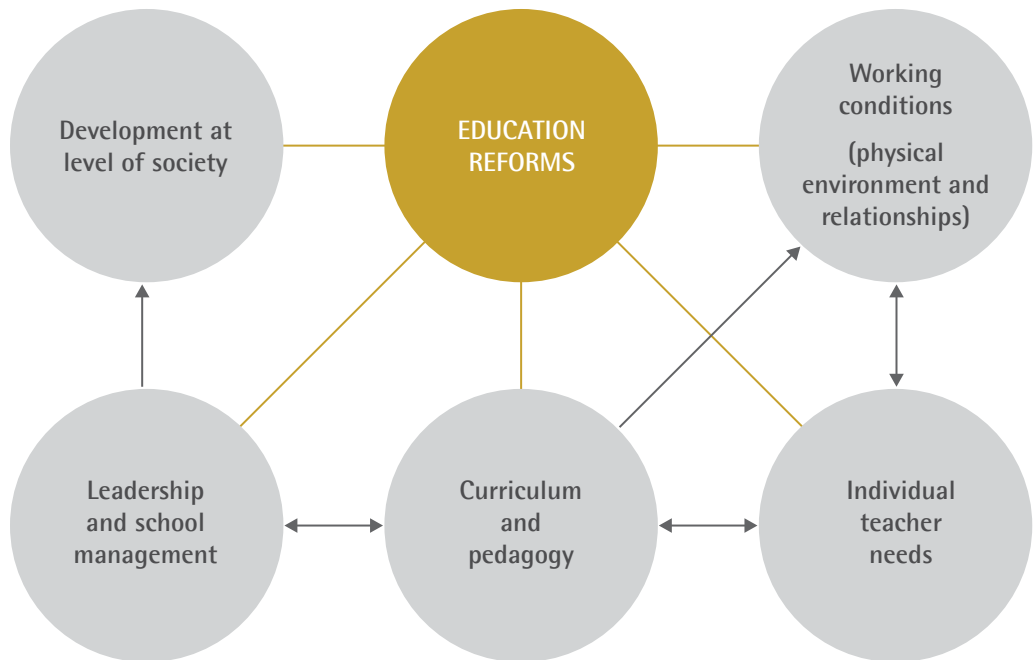 Development at
level of society
EDUCATION
REFORMS
Working
conditions
(physical
environment and
relationships)
Leadership
and school
management
Curriculum
and
pedagogy
Individual
teacher
needs